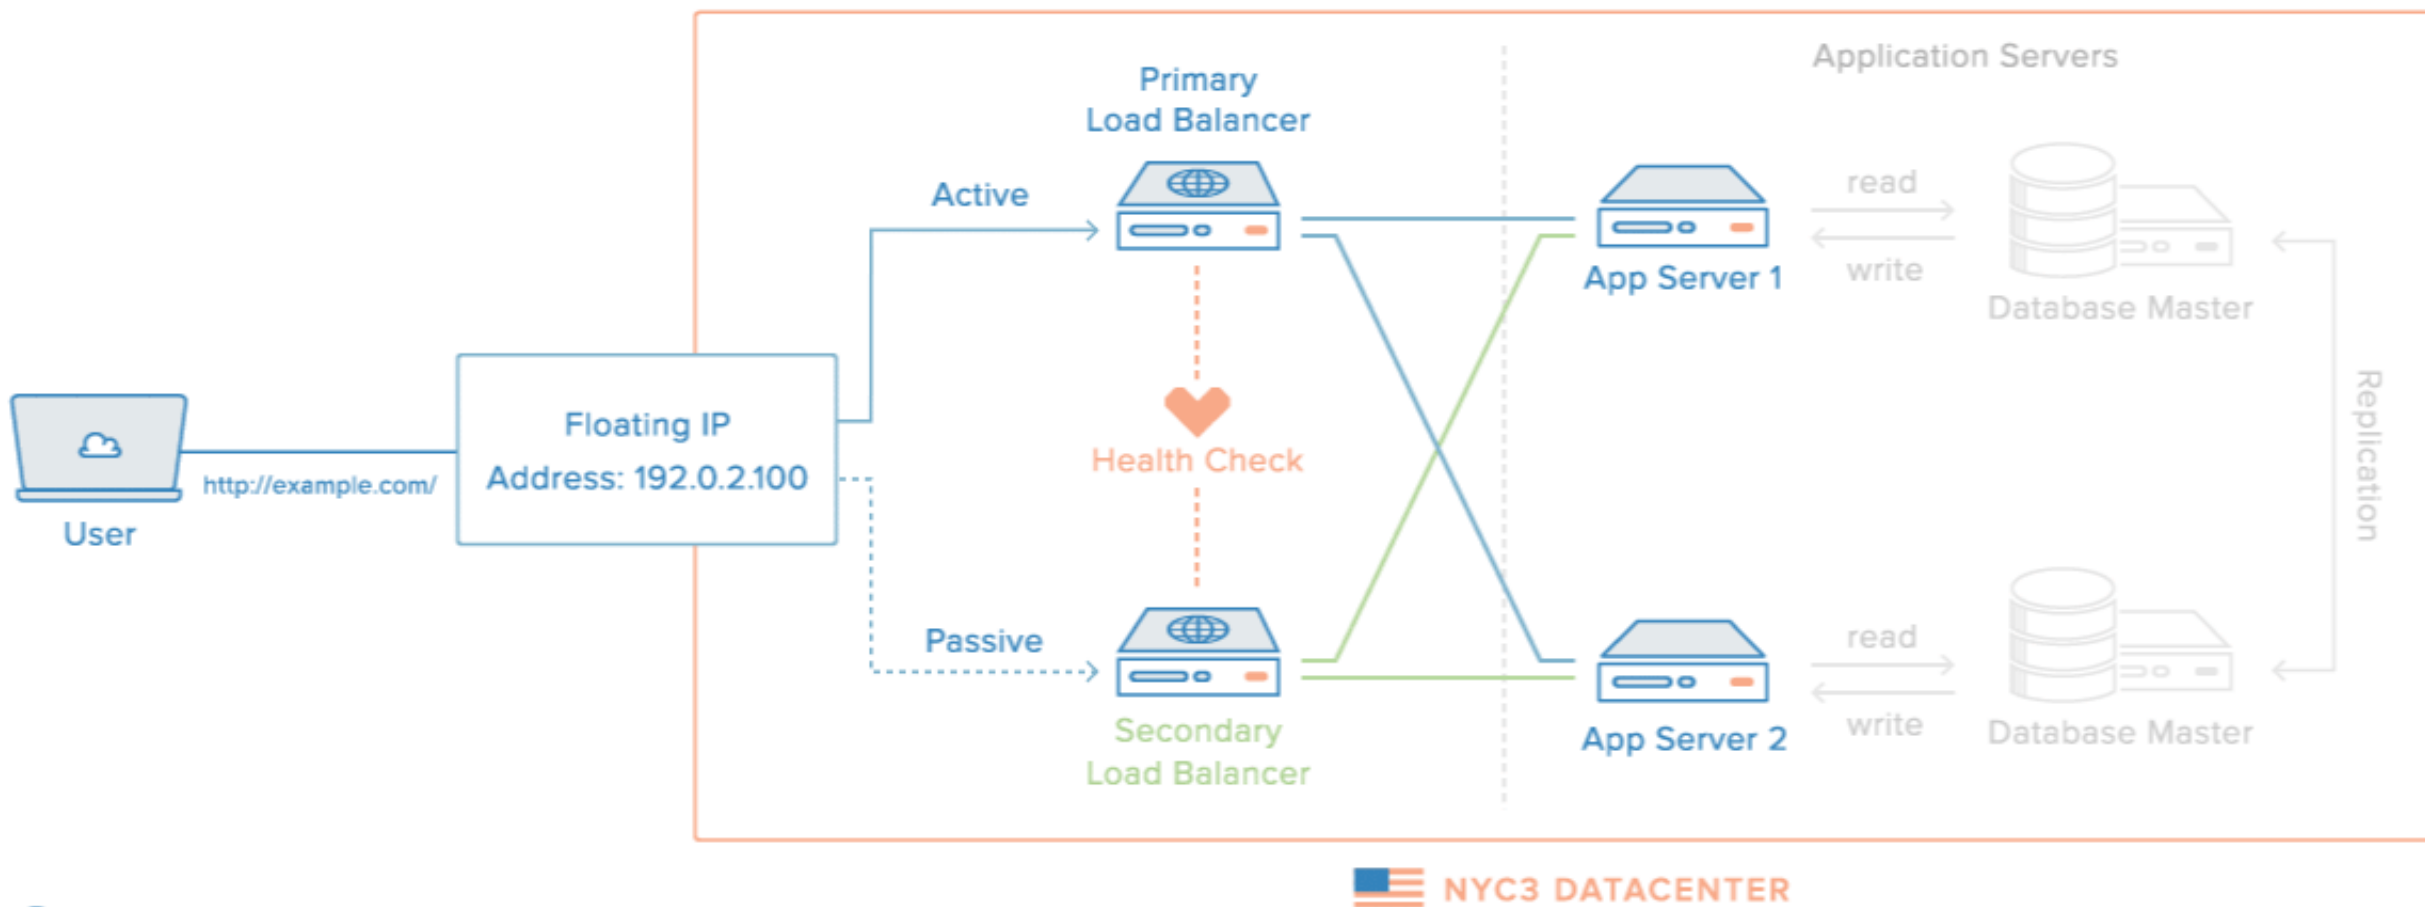 Application Servers
Primary
Load Balancer
Active
read
write
App Server 1
Database Master
Floating IP
Address: 192.0.2.100
http://example.com/
User
Health Check
Replication
Passive
read
write
Secondary
Load Balancer
App Server 2
Database Master
NYC3 DATACENTER